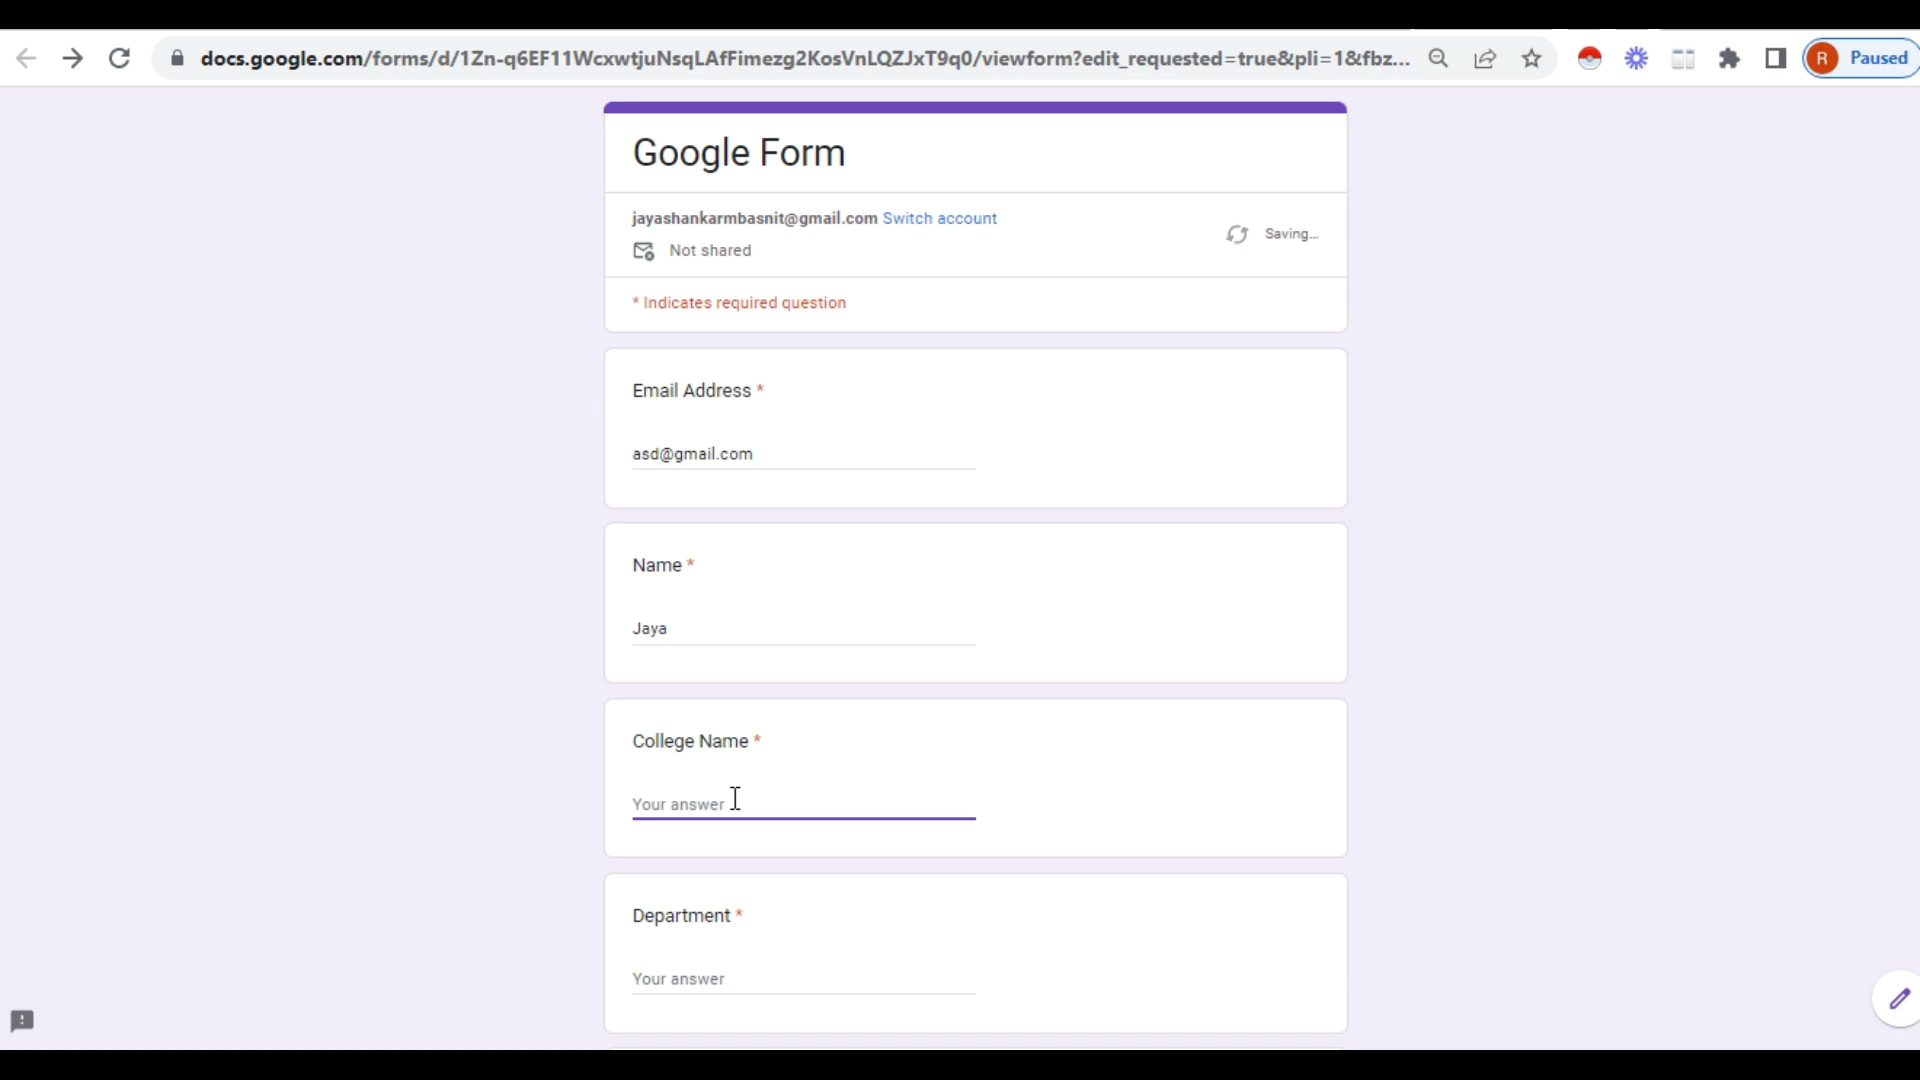 docs.google.com/forms/d/1Zn-q6EF11WcxwtjuNsqLAfFimezg2KosVnLQZJxT9q0/viewform?edit_requested=true&pli=1&fbz...
R Paused
Google Form
jayashankarmbasnit@gmail.com Switch account
Saving...
Not shared
* Indicates required question
Email Address *
asd@gmail.com
Name *
Jaya
College Name *
Your answer
Department *
Your answer